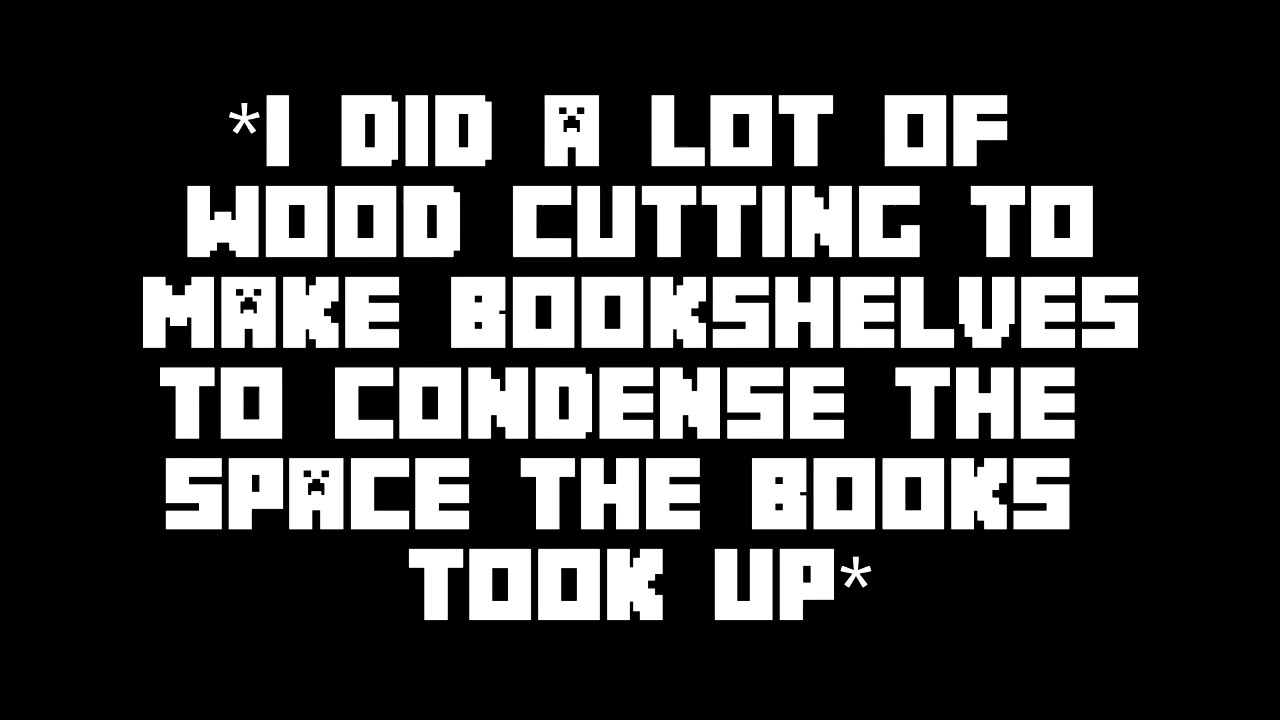 *I DID A LOT OF
WOOD CUTTING TO
MAKE BOOKSHELVES
TO CONDENSE THE
SPACE THE BOOKS
TOOK UP*